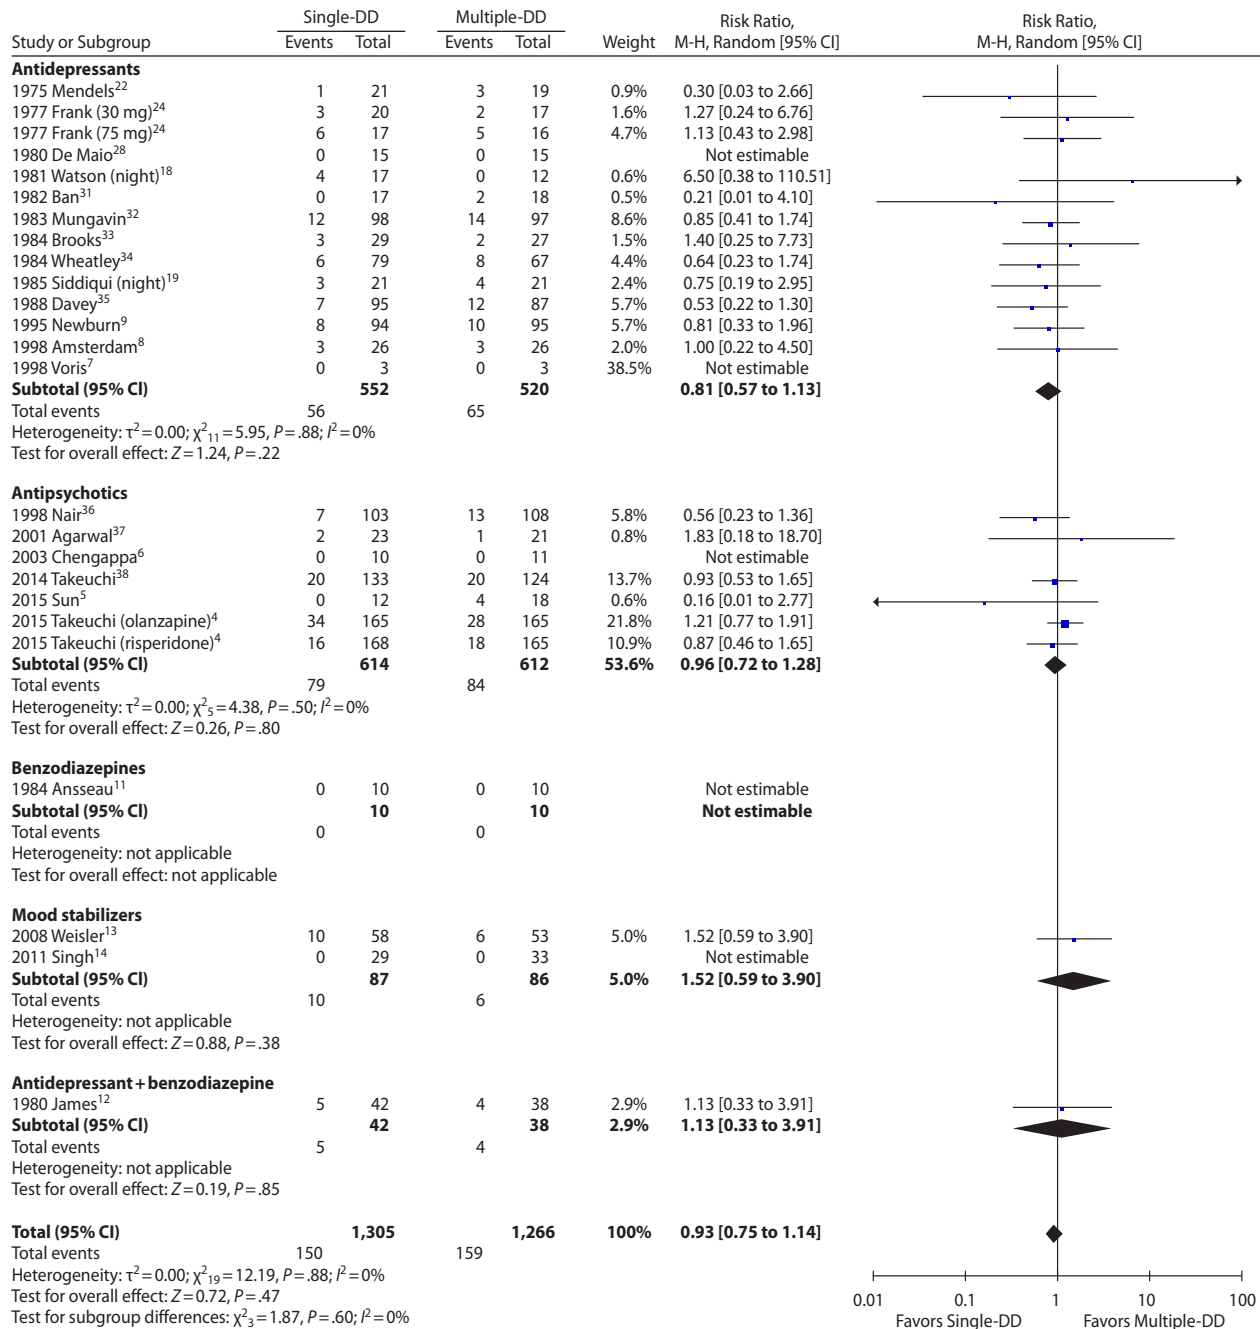 Single-DD Multiple-DD Risk Ratio, Risk Ratio,
Study or Subgroup Events Total Events Total Weight M-H, Random [95% CI] M-H, Random [95% CI]
Antidepressants
1975 Mendels22 1 21 3 19 0.9% 0.30 [0.03 to 2.66]
1977 Frank (30 mg)24 3 20 2 17 1.6% 1.27 [0.24 to 6.76]
1977 Frank (75 mg)24 6 17 5 16 4.7% 1.13 [0.43 to 2.98]
1980 De Maio28 0 15 0 15 Not estimable
1981 Watson (night)18 4 17 0 12 0.6% 6.50 [0.38 to 110.51]
1982 Ban31 0 17 2 18 0.5% 0.21 [0.01 to 4.10]
1983 Mungavin32 12 98 14 97 8.6% 0.85 [0.41 to 1.74]
1984 Brooks33 3 29 2 27 1.5% 1.40 [0.25 to 7.73]
1984 Wheatley34 6 79 8 67 4.4% 0.64 [0.23 to 1.74]
1985 Siddiqui (night)19 3 21 4 21 2.4% 0.75 [0.19 to 2.95]
1988 Davey35 7 95 12 87 5.7% 0.53 [0.22 to 1.30]
1995 Newburn9 8 94 10 95 5.7% 0.81 [0.33 to 1.96]
1998 Amsterdam8 3 26 3 26 2.0% 1.00 [0.22 to 4.50]
1998 Voris7 0 3 0 3 38.5% Not estimable
Subtotal (95% Cl) 552 520 0.81 [0.57 to 1.13]
Total events 56 65
Heterogeneity: τ2 = 0.00; χ211 = 5.95, P = .88; I2 = 0%
Test for overall effect: Z = 1.24, P = .22
Antipsychotics
1998 Nair36 7 103 13 108 5.8% 0.56 [0.23 to 1.36]
2001 Agarwal37 2 23 1 21 0.8% 1.83 [0.18 to 18.70]
2003 Chengappa6 0 10 0 11 Not estimable
2014 Takeuchi38 20 133 20 124 13.7% 0.93 [0.53 to 1.65]
2015 Sun5 0 12 4 18 0.6% 0.16 [0.01 to 2.77]
2015 Takeuchi (olanzapine)4 34 165 28 165 21.8% 1.21 [0.77 to 1.91]
2015 Takeuchi (risperidone)4 16 168 18 165 10.9% 0.87 [0.46 to 1.65]
Subtotal (95% Cl) 614 612 53.6% 0.96 [0.72 to 1.28]
Total events 79 84
Heterogeneity: τ2 = 0.00; χ25 = 4.38, P = .50; I2 = 0%
Test for overall effect: Z = 0.26, P = .80
Benzodiazepines
1984 Ansseau11 0 10 0 10 Not estimable
Subtotal (95% Cl) 10 10 Not estimable
Total events 0 0
Heterogeneity: not applicable
Test for overall effect: not applicable
Mood stabilizers
2008 Weisler13 10 58 6 53 5.0% 1.52 [0.59 to 3.90]
2011 Singh14 0 29 0 33 Not estimable
Subtotal (95% Cl) 87 86 5.0% 1.52 [0.59 to 3.90]
Total events 10 6
Heterogeneity: not applicable
Test for overall effect: Z = 0.88, P = .38
Antidepressant + benzodiazepine
1980 James12 5 42 4 38 2.9% 1.13 [0.33 to 3.91]
Subtotal (95% Cl) 42 38 2.9% 1.13 [0.33 to 3.91]
Total events 5 4
Heterogeneity: not applicable
Test for overall effect: Z = 0.19, P = .85
Total (95% Cl) 1,305 1,266 100% 0.93 [0.75 to 1.14]
Total events 150 159
Heterogeneity: τ2 = 0.00; χ219 = 12.19, P = .88; I2 = 0%
Test for overall effect: Z = 0.72, P = .47
Test for subgroup differences: χ23 = 1.87, P = .60; I2 = 0%
0.01 0.1 1 10 100
Favors Single-DD Favors Multiple-DD